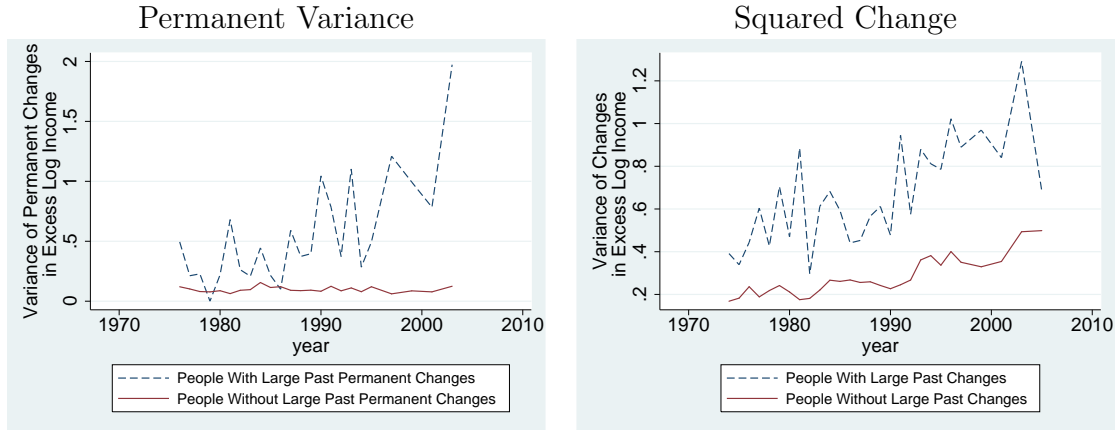 Permanent Variance
Variance of Permanent Changes
in Excess Log Income
2
1.5
1
.5
0
1970
1980
1990
2000
2010
year
People With Large Past Permanent Changes
People Without Large Past Permanent Changes
Squared Change
Variance of Changes
in Excess Log Income
1.2
1
.8
.6
.4
.2
1970
1980
1990
2000
2010
year
People With Large Past Changes
People Without Large Past Changes